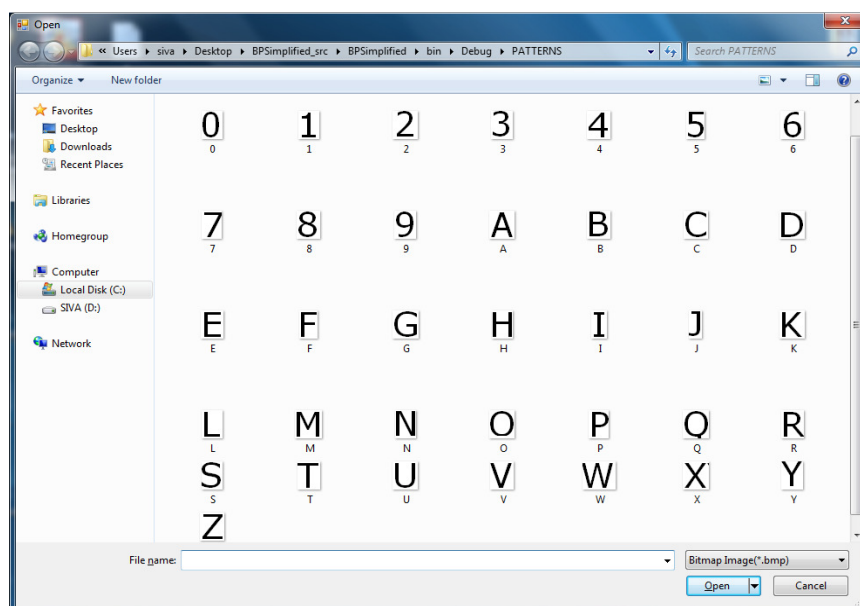 Open
« Users ▸ siva ▸ Desktop ▸ BPSimplified_src ▸ BPSimplified ▸ bin ▸ Debug ▸ PATTERNS
Search PATTERNS
Organize ▾ New folder
Favorites
Desktop
Downloads
Recent Places
Libraries
Homegroup
Computer
Local Disk (C:)
SIVA (D:)
Network
0 1 2 3 4 5 6
0 1 2 3 4 5 6
7 8 9 A B C D
7 8 9 A B C D
E F G H I J K
E F G H I J K
L M N O P Q R
L M N O P Q R
S T U V W X Y
S T U V W X Y
Z
File name:
Bitmap Image(*.bmp)
Open Cancel